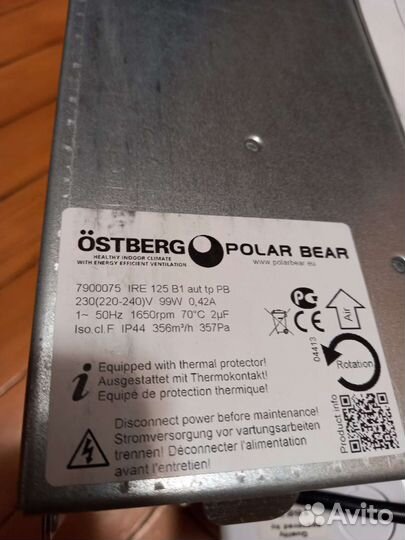 ÖSTBERG
HEALTHY INDOOR CLIMATE
WITH ENERGY EFFICIENT VENTILATION
POLAR BEAR
www.polarbear.eu
7900075 IRE 125 B1 aut tp PB
230(220-240)V 99W 0,42A
1~ 50Hz 1650rpm 70°C 2µF
Iso.cl.F IP44 356m³/h 357Pa
CE
04413
Air
Rotation
i
Equipped with thermal protector!
Ausgestattet mit Thermokontakt!
Equipé de protection thermique!
Disconnect power before maintenance!
Stromversorgung vor vartungsarbeiten
trennen! Déconnecter l'alimentation
avant l'entretien!
Product info
Quality
Avito